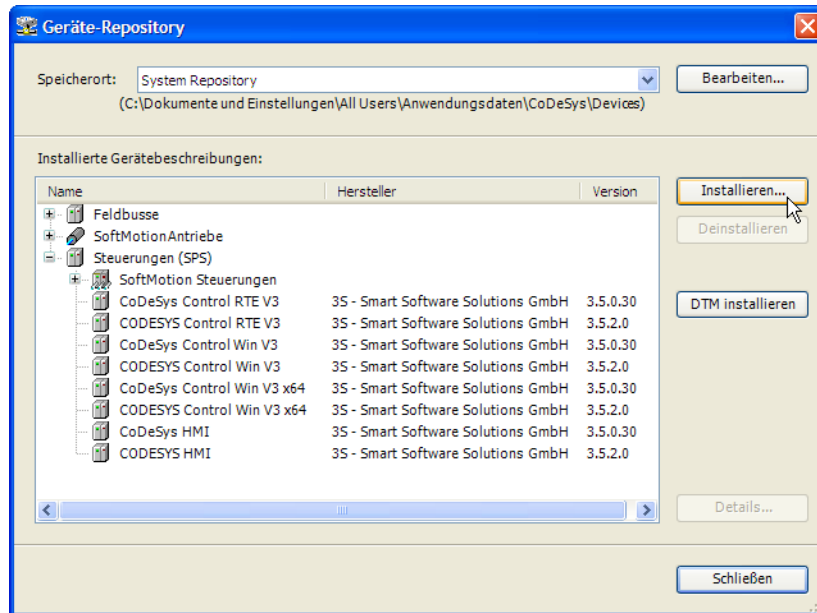 Geräte-Repository
Speicherort: System Repository Bearbeiten...
(C:\Dokumente und Einstellungen\All Users\Anwendungsdaten\CoDeSys\Devices)
Installierte Gerätebeschreibungen:
Name Hersteller Version Installieren...
Feldbusse
SoftMotionAntriebe Deinstallieren
Steuerungen (SPS)
SoftMotion Steuerungen
CoDeSys Control RTE V3 3S - Smart Software Solutions GmbH 3.5.0.30 DTM installieren
CODESYS Control RTE V3 3S - Smart Software Solutions GmbH 3.5.2.0
CoDeSys Control Win V3 3S - Smart Software Solutions GmbH 3.5.0.30
CODESYS Control Win V3 3S - Smart Software Solutions GmbH 3.5.2.0
CoDeSys Control Win V3 x64 3S - Smart Software Solutions GmbH 3.5.0.30
CODESYS Control Win V3 x64 3S - Smart Software Solutions GmbH 3.5.2.0
CoDeSys HMI 3S - Smart Software Solutions GmbH 3.5.0.30
CODESYS HMI 3S - Smart Software Solutions GmbH 3.5.2.0
Details...
Schließen